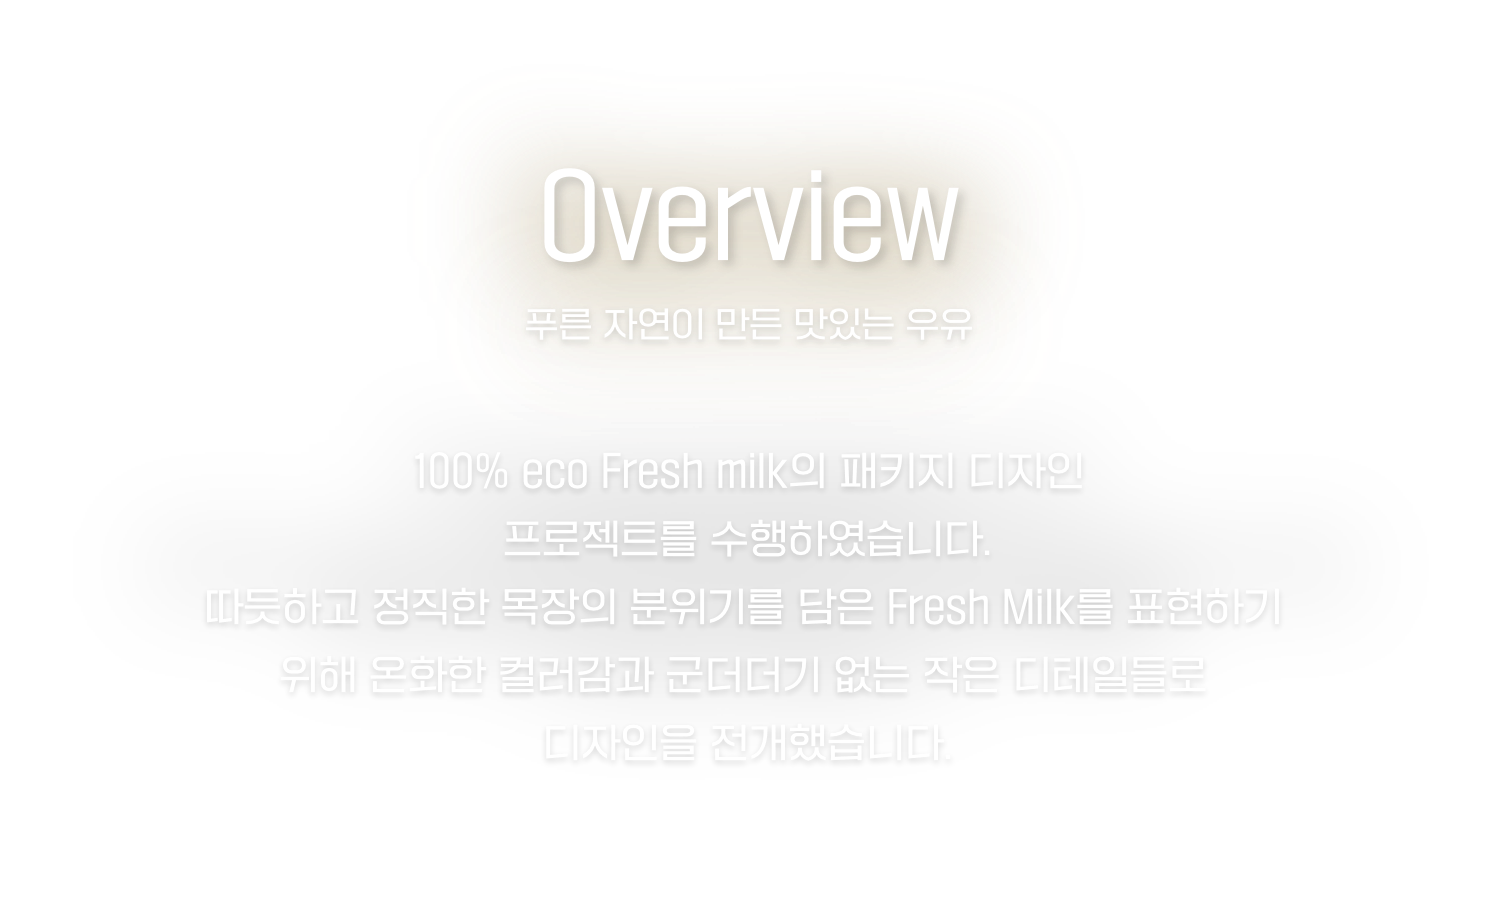 Overview
푸른 자연이 만든 맛있는 우유
100% eco Fresh milk의 패키지 디자인
프로젝트를 수행하였습니다.
따듯하고 정직한 목장의 분위기를 담은 Fresh Milk를 표현하기
위해 온화한 컬러감과 군더더기 없는 작은 디테일들로
디자인을 전개했습니다.